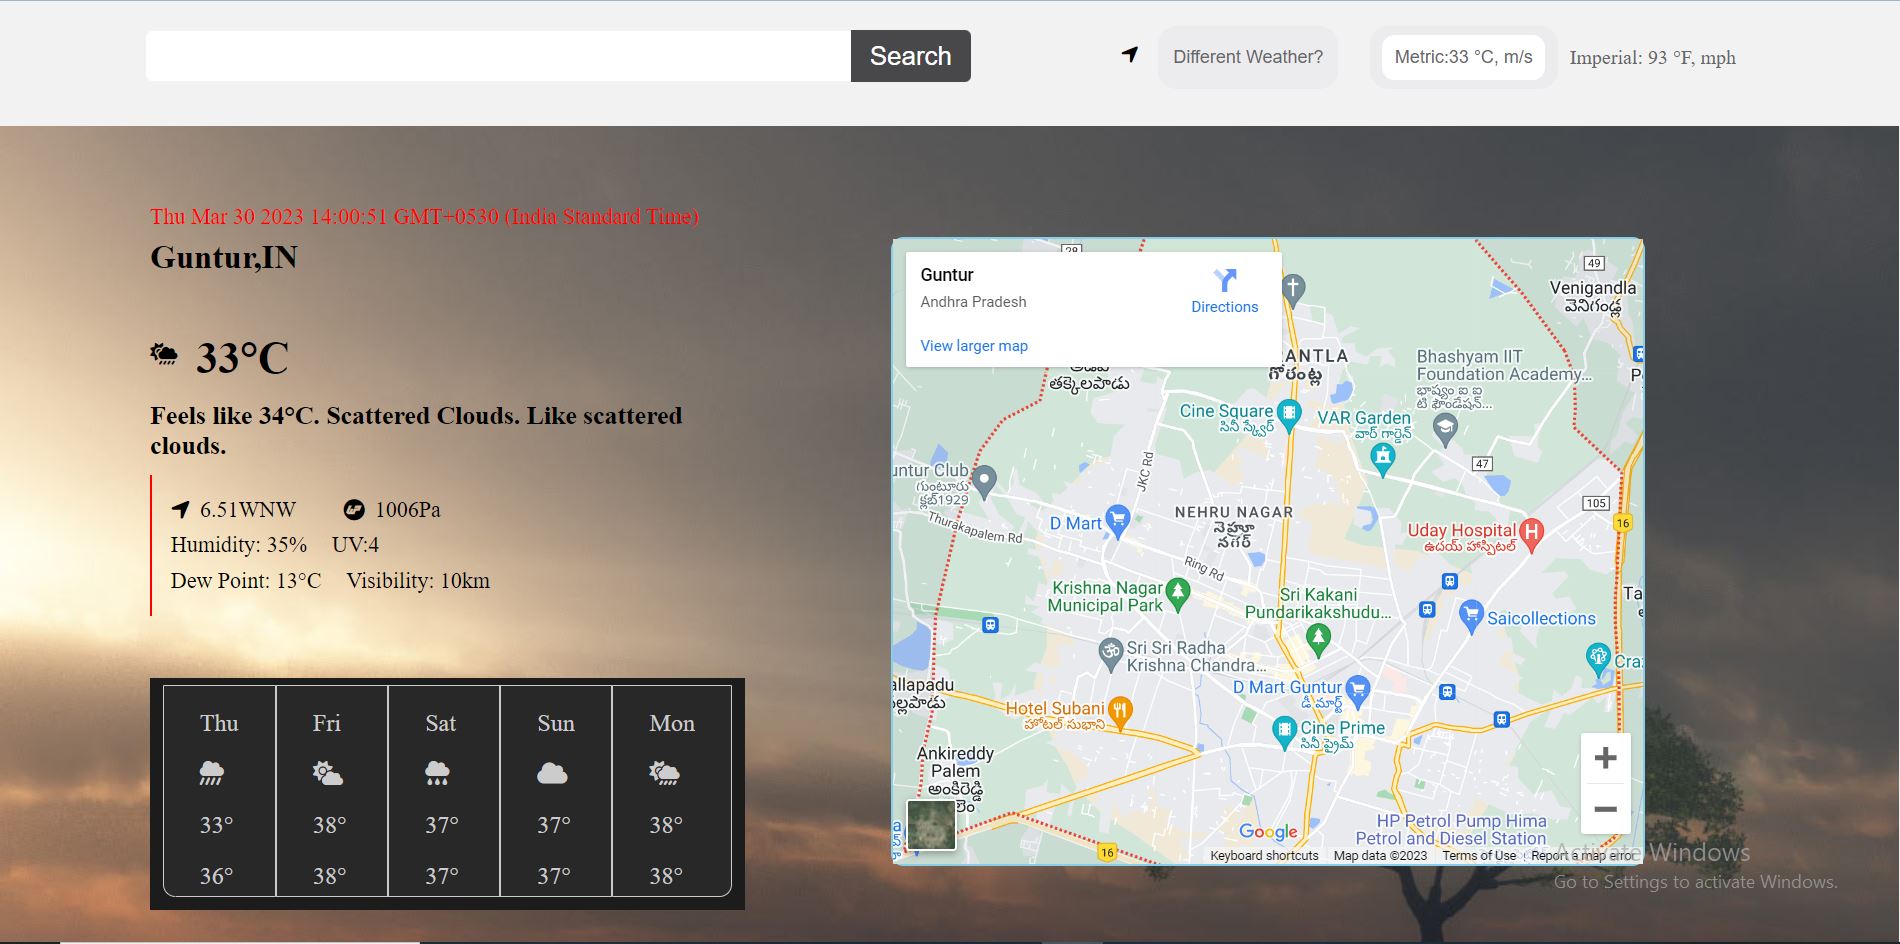 Search
Different Weather?
Metric:33 °C, m/s
Imperial: 93 °F, mph
Thu Mar 30 2023 14:00:51 GMT+0530 (India Standard Time)
Guntur,IN
33°C
Feels like 34°C. Scattered Clouds. Like scattered
clouds.
6.51WNW 1006Pa
Humidity: 35% UV:4
Dew Point: 13°C Visibility: 10km
Thu Fri Sat Sun Mon
33° 38° 37° 37° 38°
36° 38° 37° 37° 38°
Guntur
Andhra Pradesh
Directions
View larger map
28
49
Venigandla
వెనిగండ్ల
తక్కెలపాడు
ANTLA
గోరంట్ల
Bhashyam IIT
Foundation Academy...
భాష్యం ఐ ఐ
టి ఫౌండేషన్...
Cine Square
సినీ స్క్వేర్
VAR Garden
వార్ గార్డెన్
47
untur Club
గుంటూరు
క్లబ్1929
JKC Rd
105
16
Thurakapalem Rd
D Mart
NEHRU NAGAR
నెహ్రూ
నగర్
Uday Hospital
ఉదయ్ హాస్పిటల్
Ring Rd
Krishna Nagar
Municipal Park
Sri Kakani
Pundarikakshudu...
Saicollections
Sri Sri Radha
Krishna Chandra...
Cra
allapadu
ల్లపాడు
D Mart Guntur
డీ మార్ట్
Hotel Subani
హోటల్ సుభాని
Cine Prime
సినీ ప్రైమ్
Ankireddy
Palem
అంకిరెడ్డి
లెం
16
HP Petrol Pump Hima
Petrol and Diesel Station
Google
Keyboard shortcuts Map data ©2023 Terms of Use Report a map error
Activate Windows
Go to Settings to activate Windows.